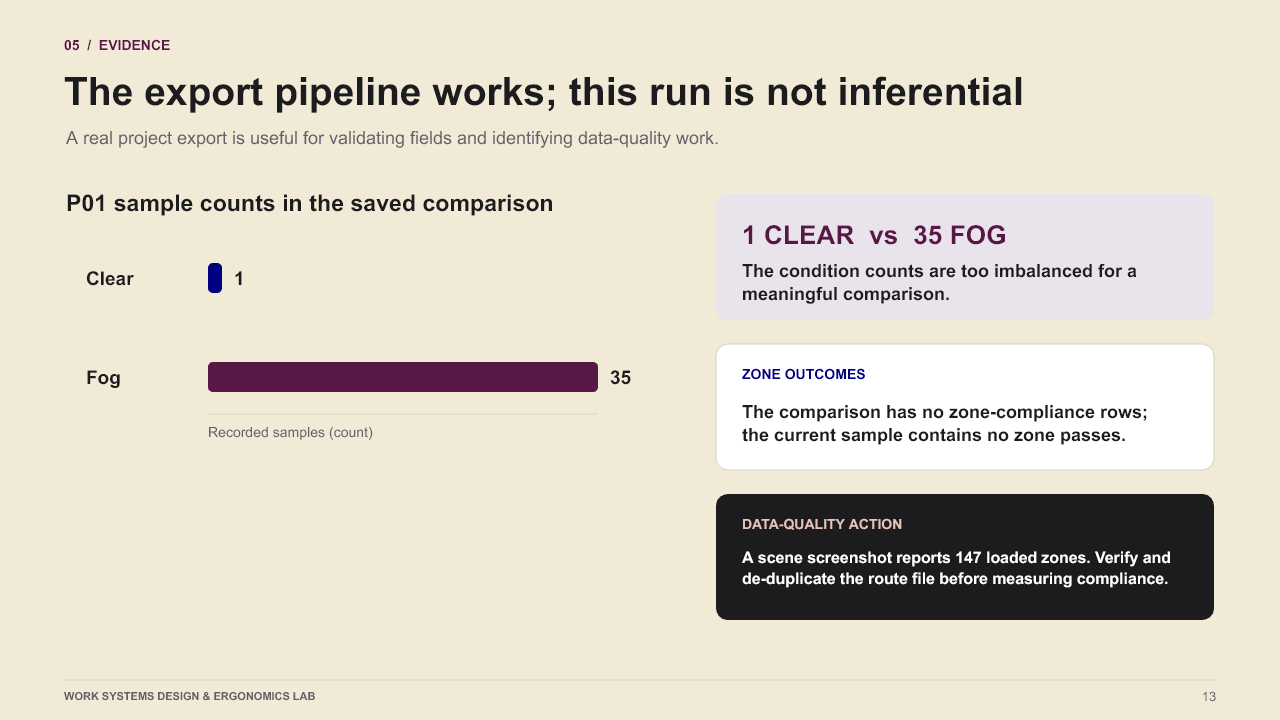 05 / EVIDENCE
The export pipeline works; this run is not inferential
A real project export is useful for validating fields and identifying data-quality work.
P01 sample counts in the saved comparison
Clear
1
Fog
35
Recorded samples (count)
1 CLEAR vs 35 FOG
The condition counts are too imbalanced for a
meaningful comparison.
ZONE OUTCOMES
The comparison has no zone-compliance rows;
the current sample contains no zone passes.
DATA-QUALITY ACTION
A scene screenshot reports 147 loaded zones. Verify and
de-duplicate the route file before measuring compliance.
WORK SYSTEMS DESIGN & ERGONOMICS LAB
13